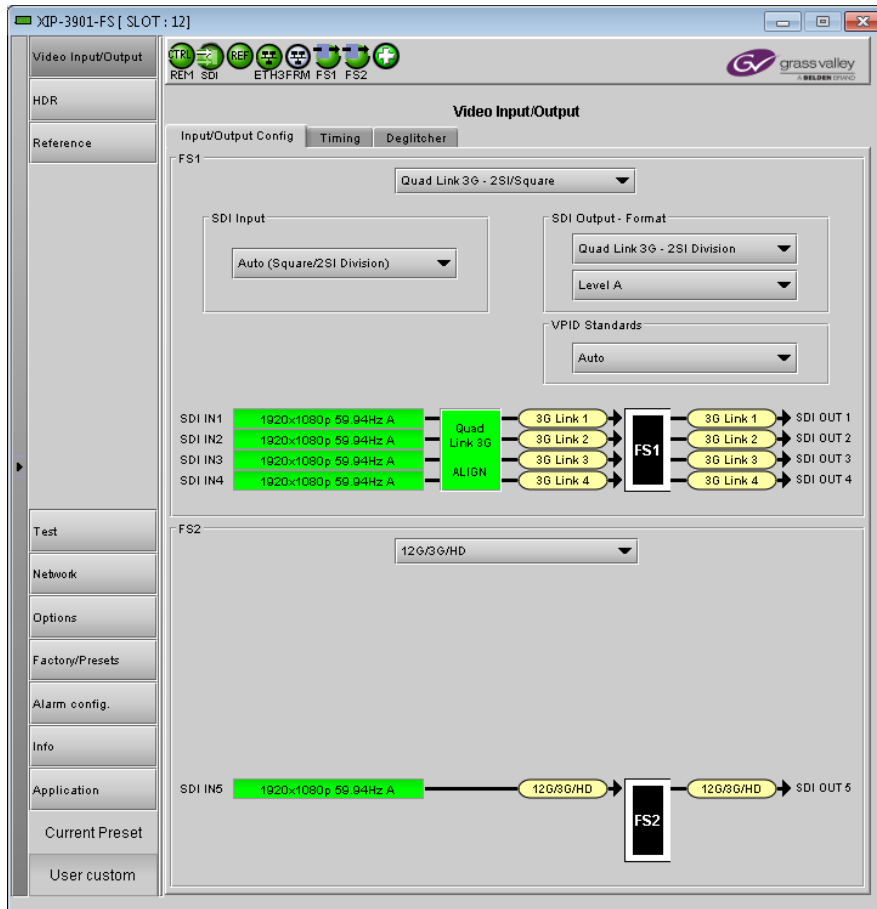 XIP-3901-FS [ SLOT : 12]
Video Input/Output
HDR
Reference
Test
Network
Options
Factory/Presets
Alarm config.
Info
Application
Current Preset
User custom
CTRL REF
REM SDI ETH3 FRM FS1 FS2
GV grass valley
A BELDEN BRAND
Video Input/Output
Input/Output Config Timing Deglitcher
FS1
Quad Link 3G - 2SI/Square
SDI Input
Auto (Square/2SI Division)
SDI Output - Format
Quad Link 3G - 2SI Division
Level A
VPID Standards
Auto
SDI IN1 1920x1080p 59.94Hz A 3G Link 1 3G Link 1 SDI OUT 1
SDI IN2 1920x1080p 59.94Hz A 3G Link 2 3G Link 2 SDI OUT 2
SDI IN3 1920x1080p 59.94Hz A 3G Link 3 3G Link 3 SDI OUT 3
SDI IN4 1920x1080p 59.94Hz A 3G Link 4 3G Link 4 SDI OUT 4
Quad
Link 3G
ALIGN
FS1
FS2
12G/3G/HD
SDI IN5 1920x1080p 59.94Hz A 12G/3G/HD 12G/3G/HD SDI OUT 5
FS2